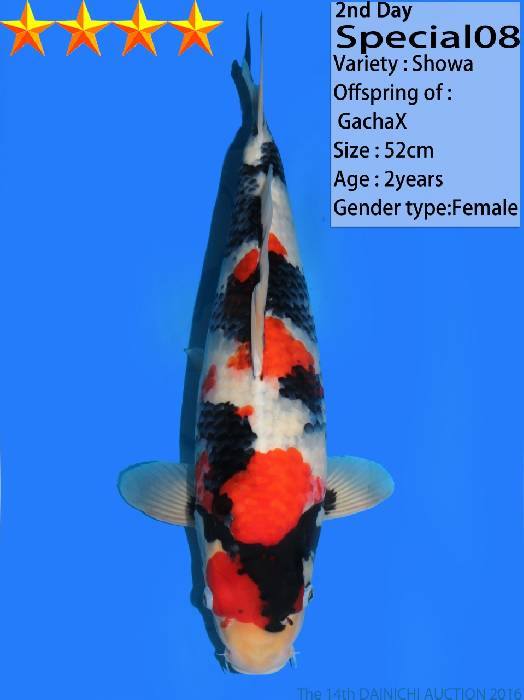 2nd Day
Special08
Variety : Showa
Offspring of :
GachaX
Size : 52cm
Age : 2years
Gender type:Female
The 14th DAINICHI AUCTION 2016